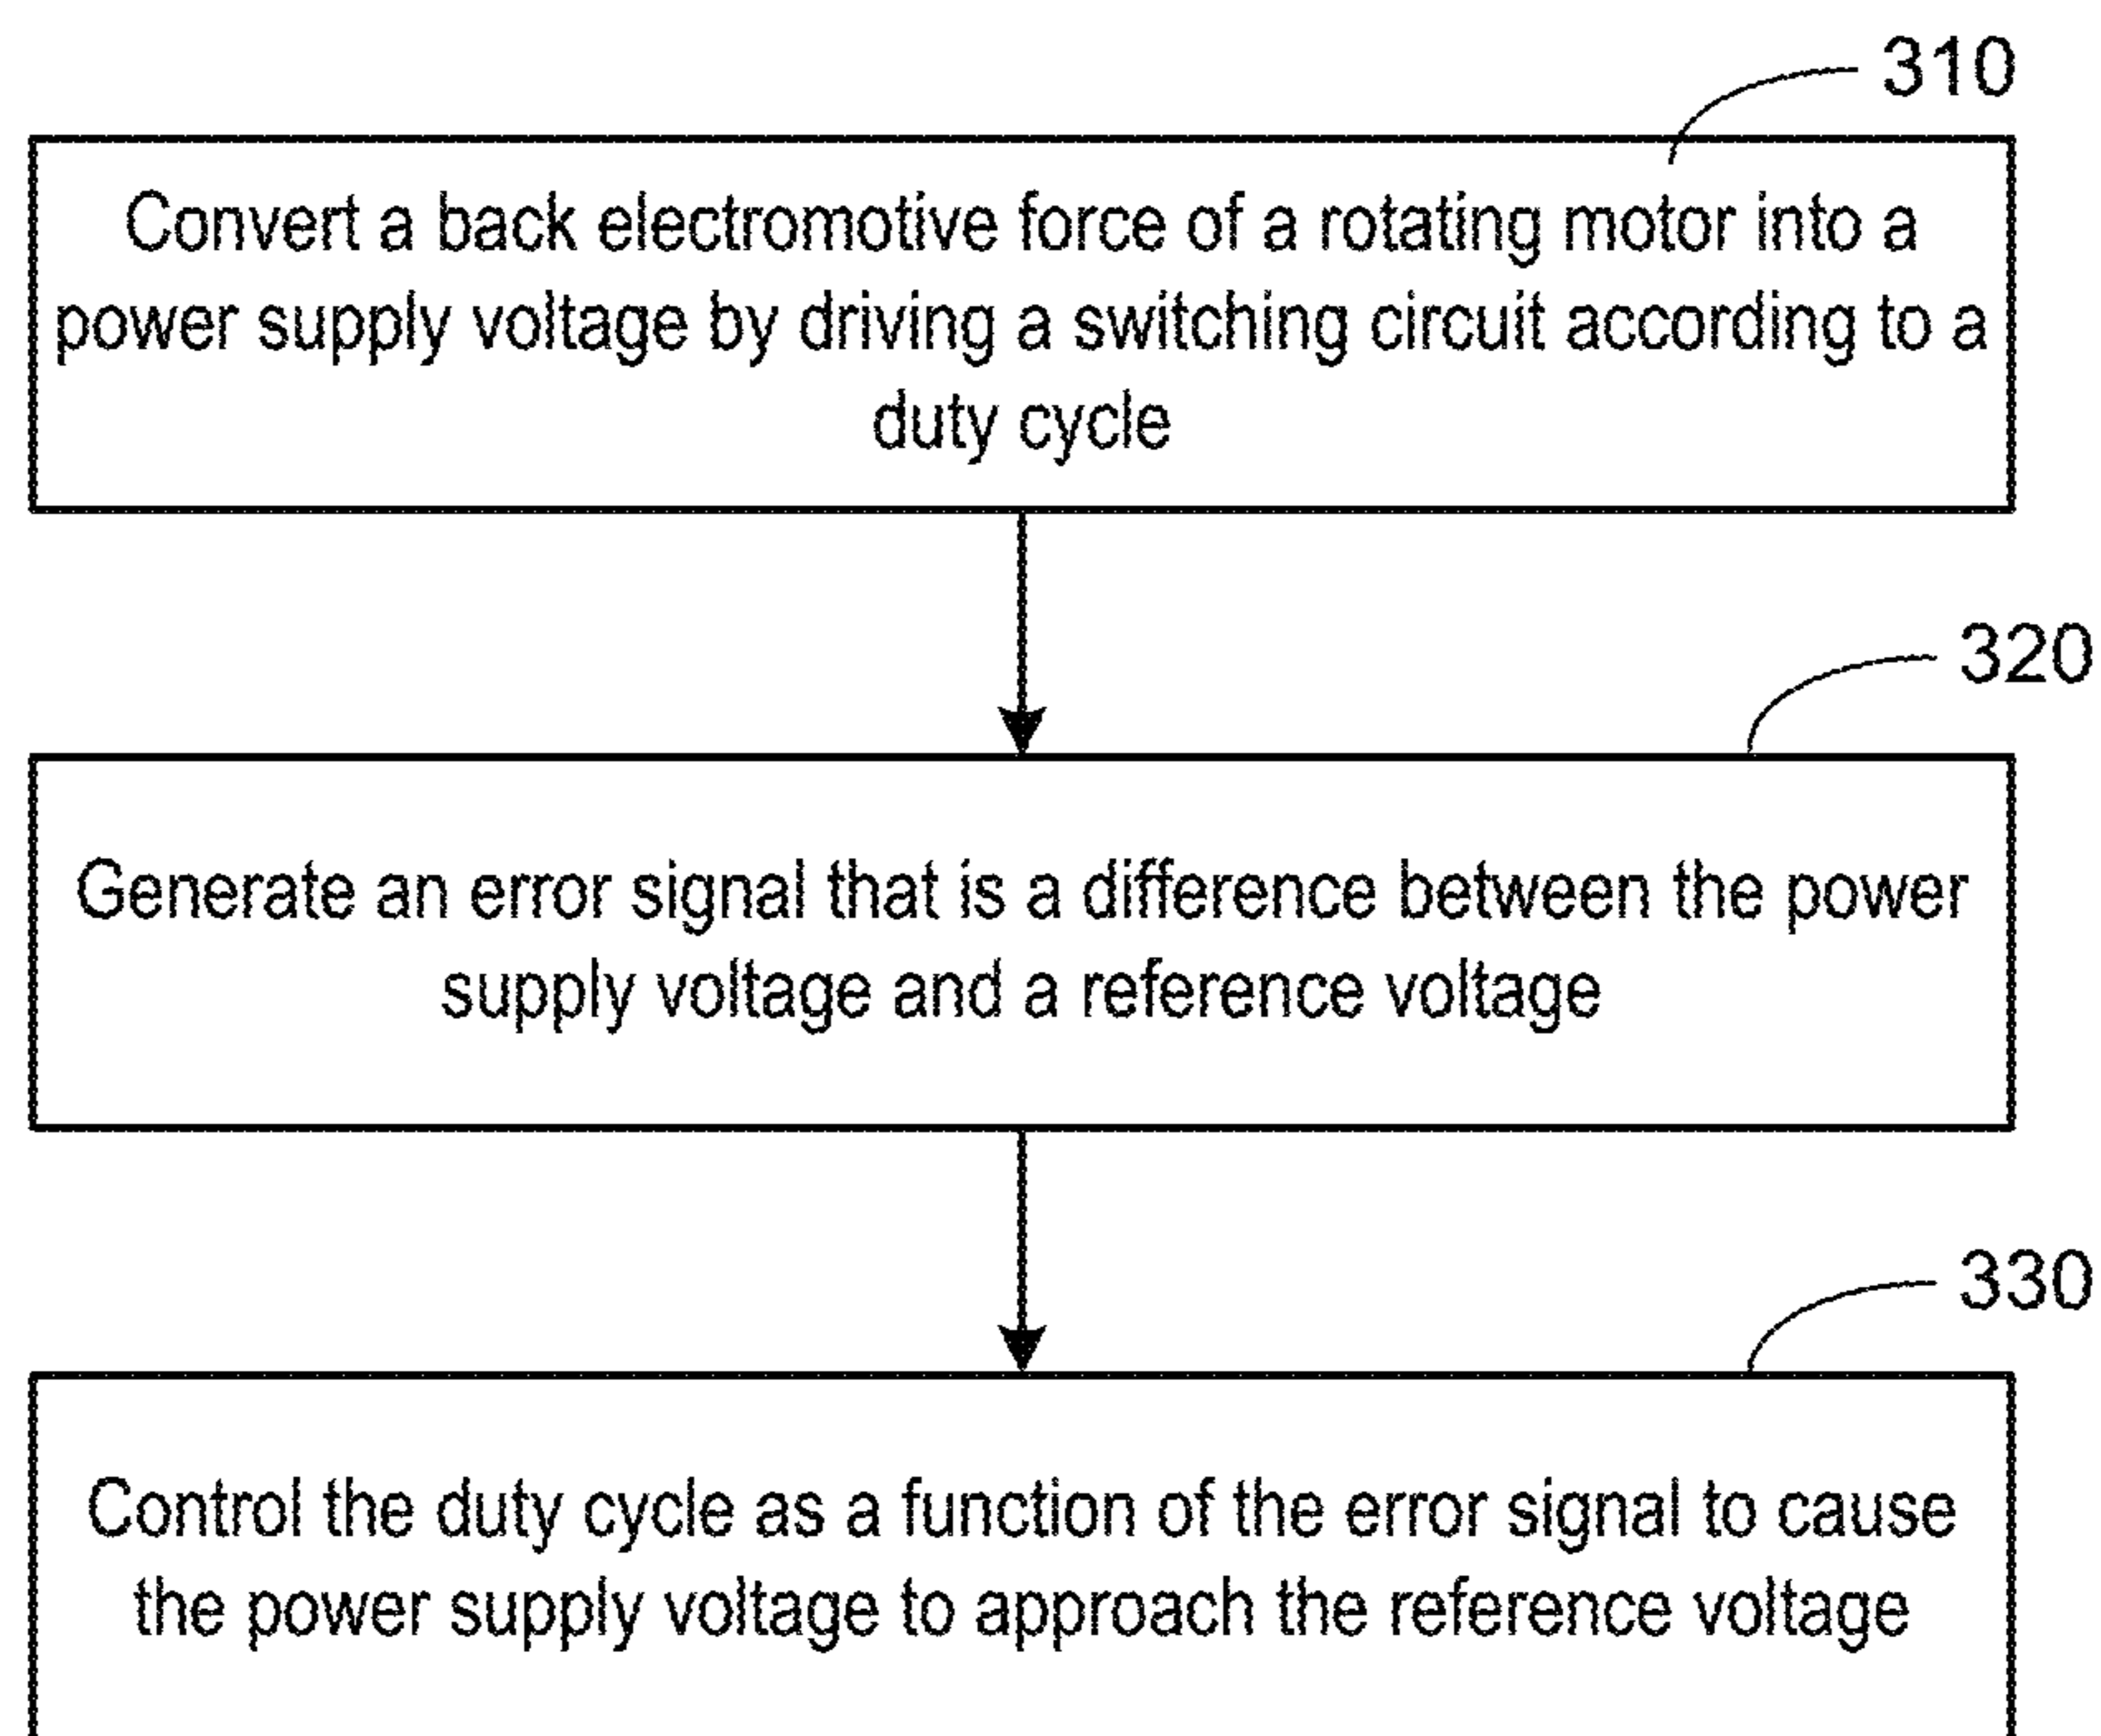 310
Convert a back electromotive force of a rotating motor into a
power supply voltage by driving a switching circuit according to a
duty cycle
320
Generate an error signal that is a difference between the power
supply voltage and a reference voltage
330
Control the duty cycle as a function of the error signal to cause
the power supply voltage to approach the reference voltage